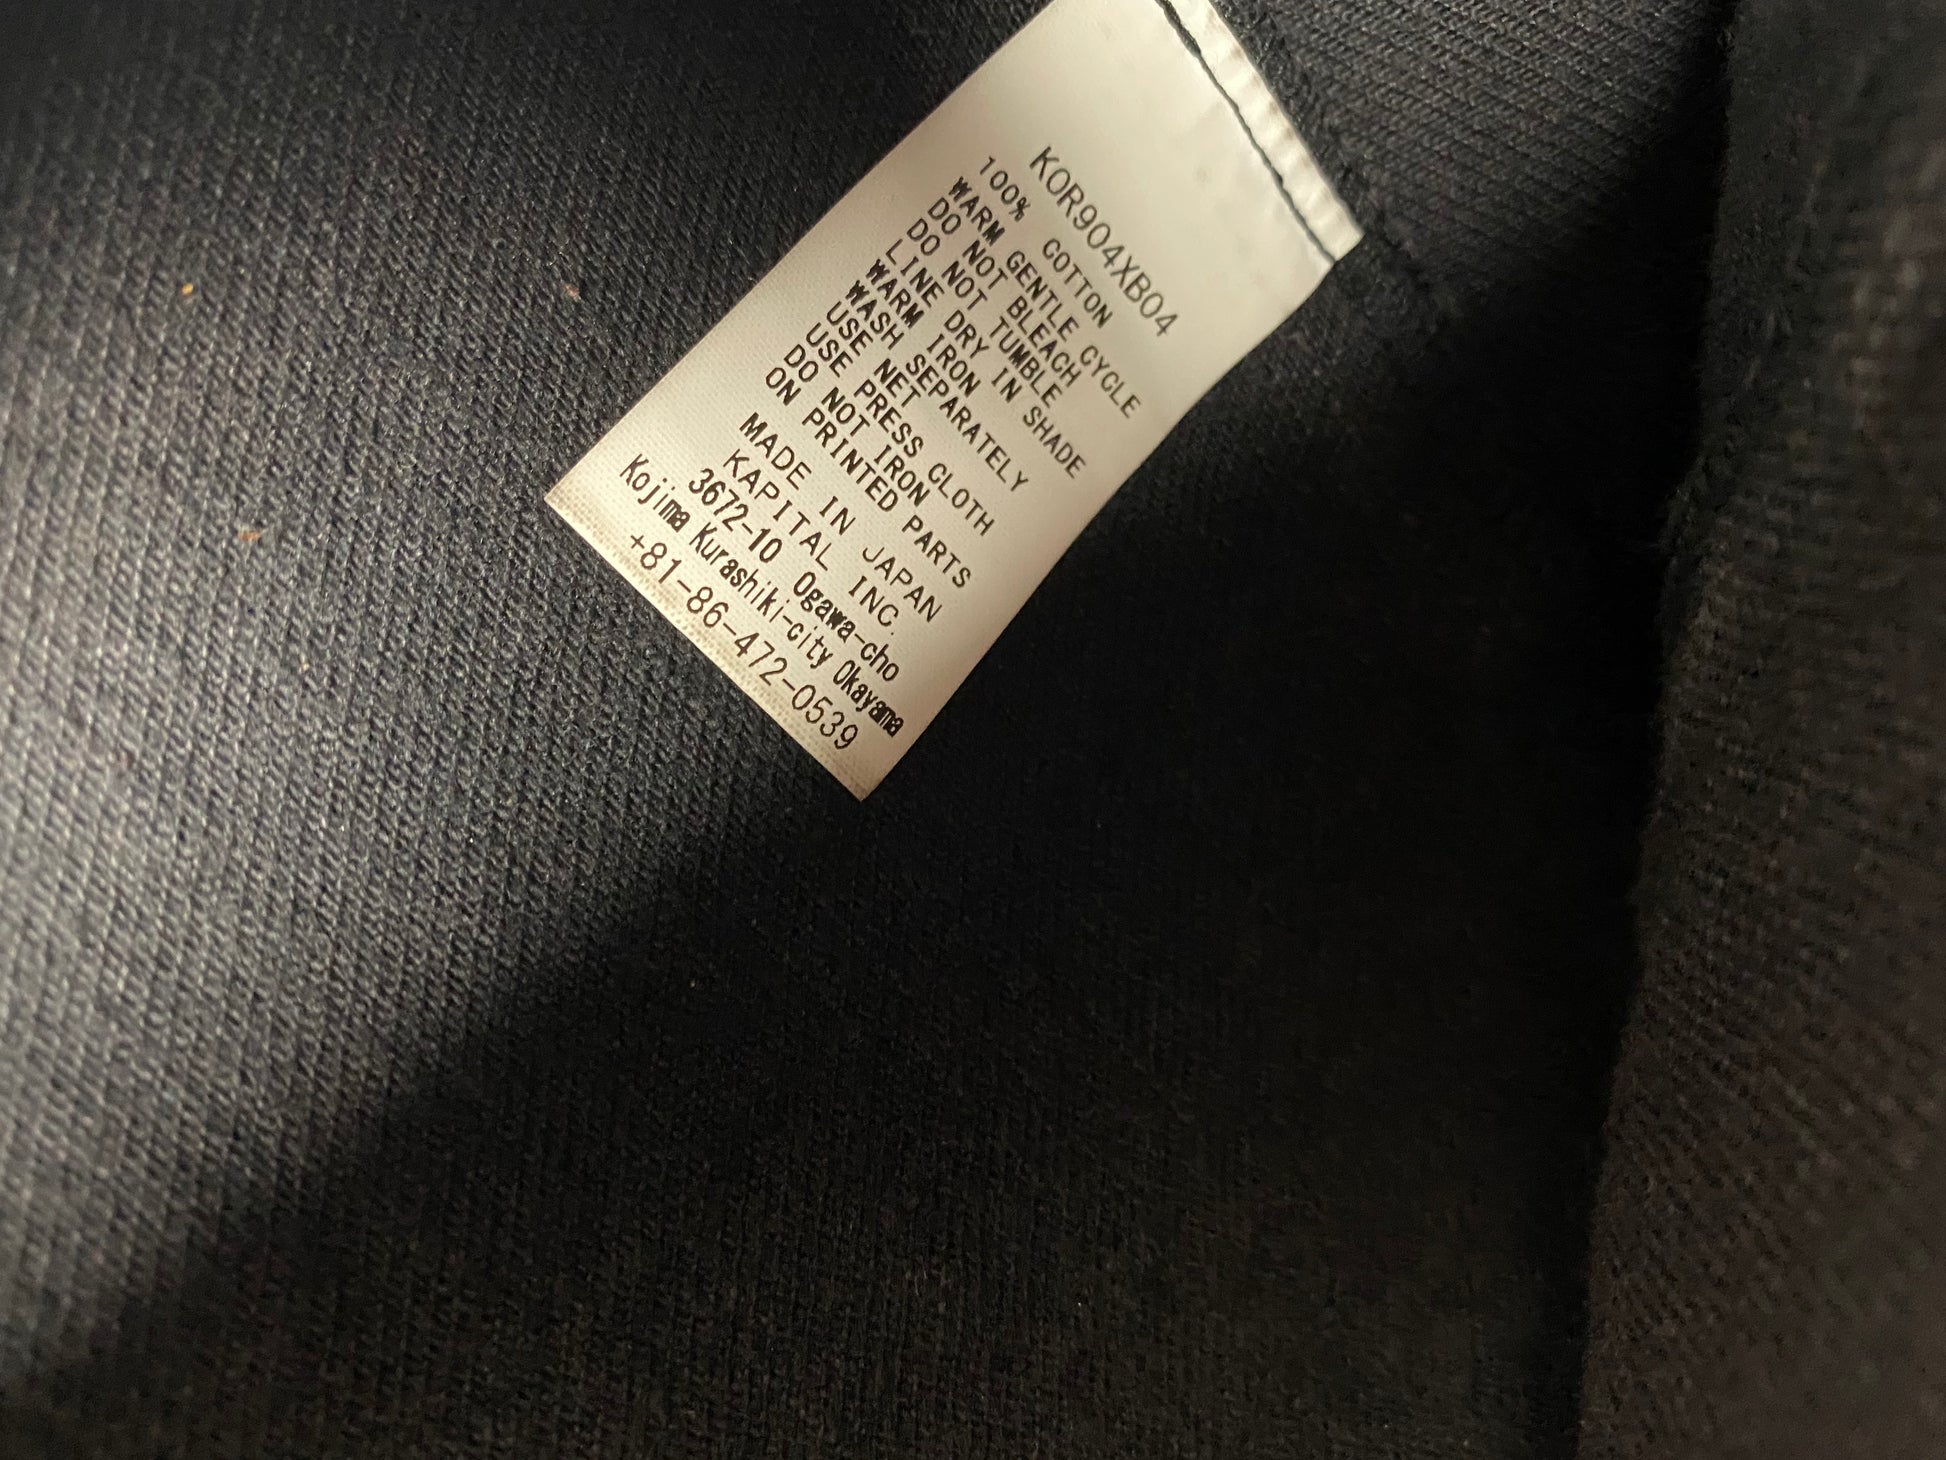 KOR904XB04
100% COTTON
WARM GENTLE CYCLE
DO NOT BLEACH
DO NOT TUMBLE
LINE DRY IN SHADE
WARM IRON
WASH SEPARATELY
USE NET
USE PRESS CLOTH
DO NOT IRON
ON PRINTED PARTS
MADE IN JAPAN
KAPITAL INC.
3672-10 Ogawa-cho
Kojima Kurashiki-city Okayama
+81-86-472-0539